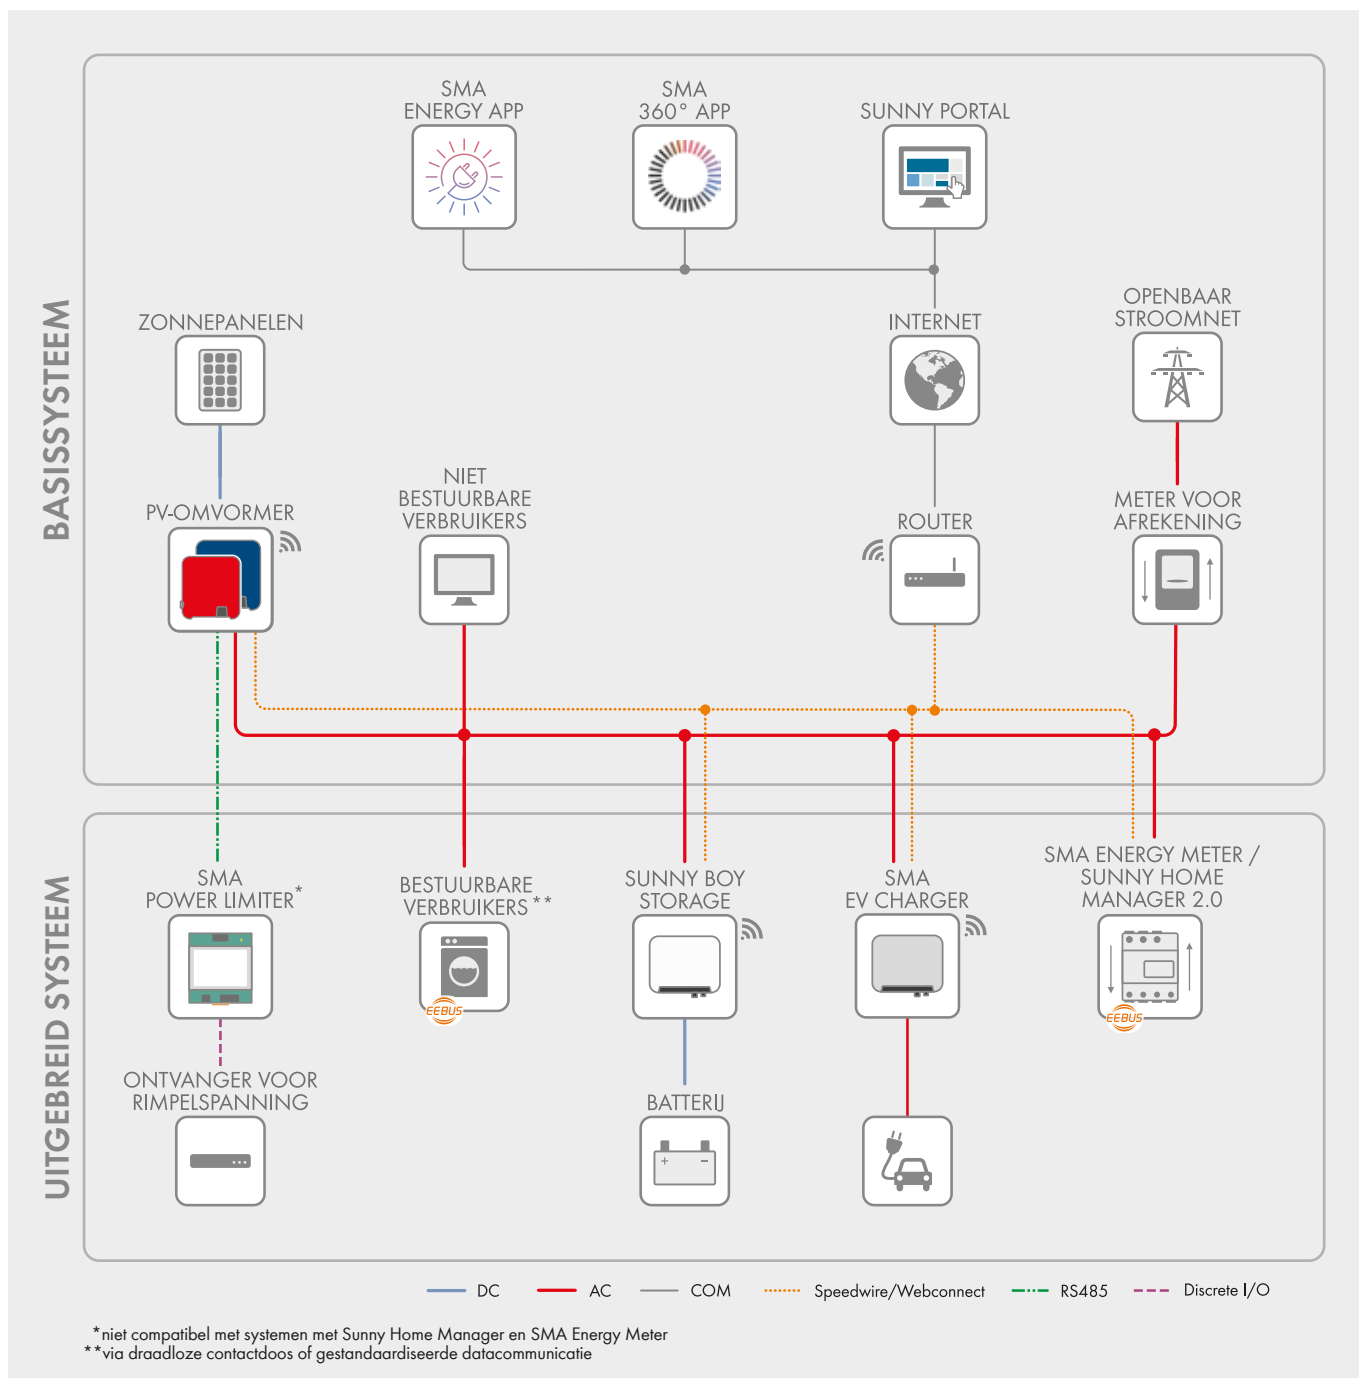 BASISSYSTEEM
SMA
ENERGY APP
SMA
360° APP
SUNNY PORTAL
ZONNEPANELEN
INTERNET
OPENBAAR
STROOMNET
PV-OMVORMER
NIET
BESTUURBARE
VERBRUIKERS
ROUTER
METER VOOR
AFREKENING
UITGEBREID SYSTEEM
SMA
POWER LIMITER*
BESTUURBARE
VERBRUIKERS**
EEBUS
SUNNY BOY
STORAGE
SMA
EV CHARGER
SMA ENERGY METER /
SUNNY HOME
MANAGER 2.0
EEBUS
ONTVANGER VOOR
RIMPELSPANNING
BATTERIJ
+ −
DC
AC
COM
Speedwire/Webconnect
RS485
Discrete I/O
*niet compatibel met systemen met Sunny Home Manager en SMA Energy Meter
**via draadloze contactdoos of gestandaardiseerde datacommunicatie